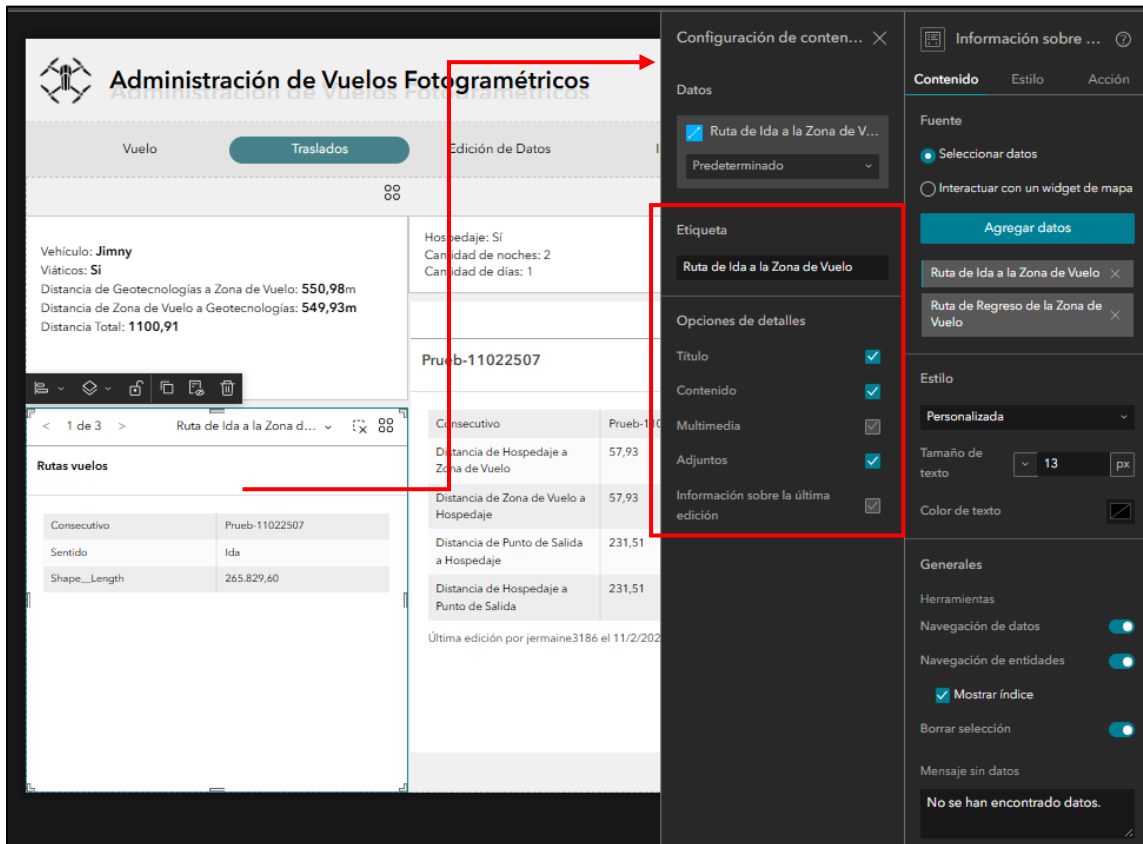 Administración de Vuelos Fotogramétricos
Vuelo
Traslados
Edición de Datos
Vehículo: Jimny
Viáticos: Si
Distancia de Geotecnologías a Zona de Vuelo: 550,98m
Distancia de Zona de Vuelo a Geotecnologías: 549,93m
Distancia Total: 1100,91
Hospedaje: Sí
Cantidad de noches: 2
Cantidad de días: 1
Prueb-11022507
< 1 de 3 >
Ruta de Ida a la Zona d...
Rutas vuelos
Consecutivo Prueb-11022507
Sentido Ida
Shape__Length 265.829,60
Consecutivo Prueb-110
Distancia de Hospedaje a 57,93
Zona de Vuelo
Distancia de Zona de Vuelo a 57,93
Hospedaje
Distancia de Punto de Salida 231,51
a Hospedaje
Distancia de Hospedaje a 231,51
Punto de Salida
Última edición por jermaine3186 el 11/2/202
Configuración de conten...
Datos
Ruta de Ida a la Zona de V...
Predeterminado
Etiqueta
Ruta de Ida a la Zona de Vuelo
Opciones de detalles
Título
Contenido
Multimedia
Adjuntos
Información sobre la última
edición
Información sobre ...
Contenido
Estilo
Acción
Fuente
Seleccionar datos
Interactuar con un widget de mapa
Agregar datos
Ruta de Ida a la Zona de Vuelo
Ruta de Regreso de la Zona de
Vuelo
Estilo
Personalizada
Tamaño de
texto
13
px
Color de texto
Generales
Herramientas
Navegación de datos
Navegación de entidades
Mostrar índice
Borrar selección
Mensaje sin datos
No se han encontrado datos.